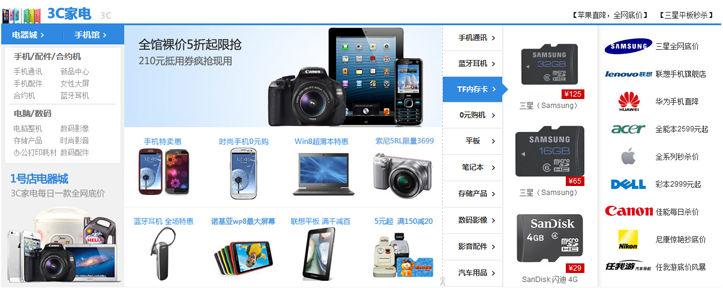 3C家电 3C
【苹果直降,全网底价】 【三星平板秒杀】
电器城 > 手机馆 >
手机/配件/合约机
手机通讯 新品中心
手机配件 女性大屏
合约机 蓝牙耳机
电脑/数码
电脑整机 数码影像
存储产品 时尚影音
办公打印耗材 数码配件
1号店电器城
3C家电每日一款全网底价
HELLO
Canon
全馆裸价5折起限抢
210元抵用券疯抢现用
Canon
手机特卖惠
时尚手机0元购
Win8超薄本特惠
索尼5RL限量3699
蓝牙耳机 全场特惠
诺基亚wp8最大屏幕
联想平板 满千减百
5元起 满150减20
手机通讯
蓝牙耳机
TF内存卡
0元购机
平板
笔记本
存储产品
数码影像
影音配件
汽车用品
SAMSUNG
32GB
¥125
三星(Samsung)
SAMSUNG
16GB
¥65
三星(Samsung)
SanDisk
4GB
micro SD HC
¥29
SanDisk 闪迪 4G
SAMSUNG 三星全网底价
lenovo联想 联想手机旗舰店
HUAWEI 华为手机直降
acer 全能本2599元起
全系列秒杀价
DELL 彩本2999元起
Canon 佳能每日杀价
Nikon 尼康惊艳抄底价
任我游 汽车导航 任我游底价风暴